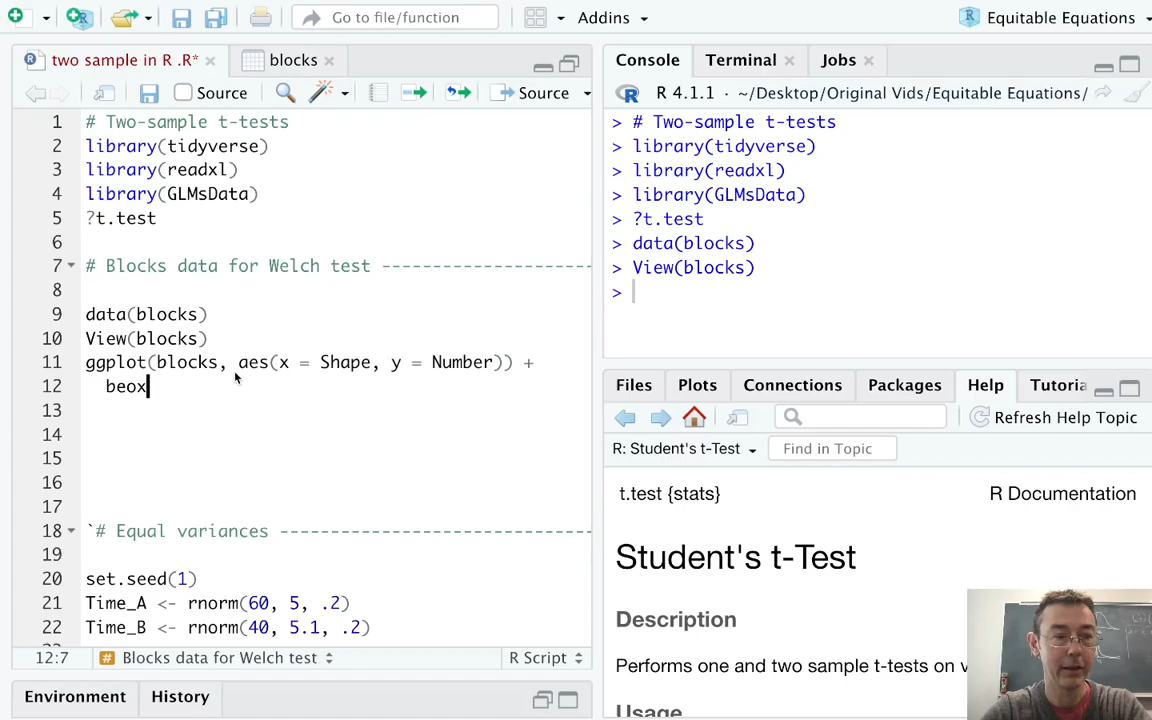 Go to file/function
Addins
Equitable Equations
two sample in R .R*
blocks
Source
Source
1 # Two-sample t-tests
2 library(tidyverse)
3 library(readxl)
4 library(GLMsData)
5 ?t.test
6
7 # Blocks data for Welch test ---------------------
8
9 data(blocks)
10 View(blocks)
11 ggplot(blocks, aes(x = Shape, y = Number)) +
12 beox
13
14
15
16
17
18 `# Equal variances -------------------------------
19
20 set.seed(1)
21 Time_A <- rnorm(60, 5, .2)
22 Time_B <- rnorm(40, 5.1, .2)
12:7 # Blocks data for Welch test
R Script
Environment
History
Console
Terminal
Jobs
R 4.1.1 · ~/Desktop/Original Vids/Equitable Equations/
> # Two-sample t-tests
> library(tidyverse)
> library(readxl)
> library(GLMsData)
> ?t.test
> data(blocks)
> View(blocks)
>
Files
Plots
Connections
Packages
Help
Tutoria
Refresh Help Topic
R: Student's t-Test
Find in Topic
t.test {stats}
R Documentation
Student's t-Test
Description
Performs one and two sample t-tests on v
Usage